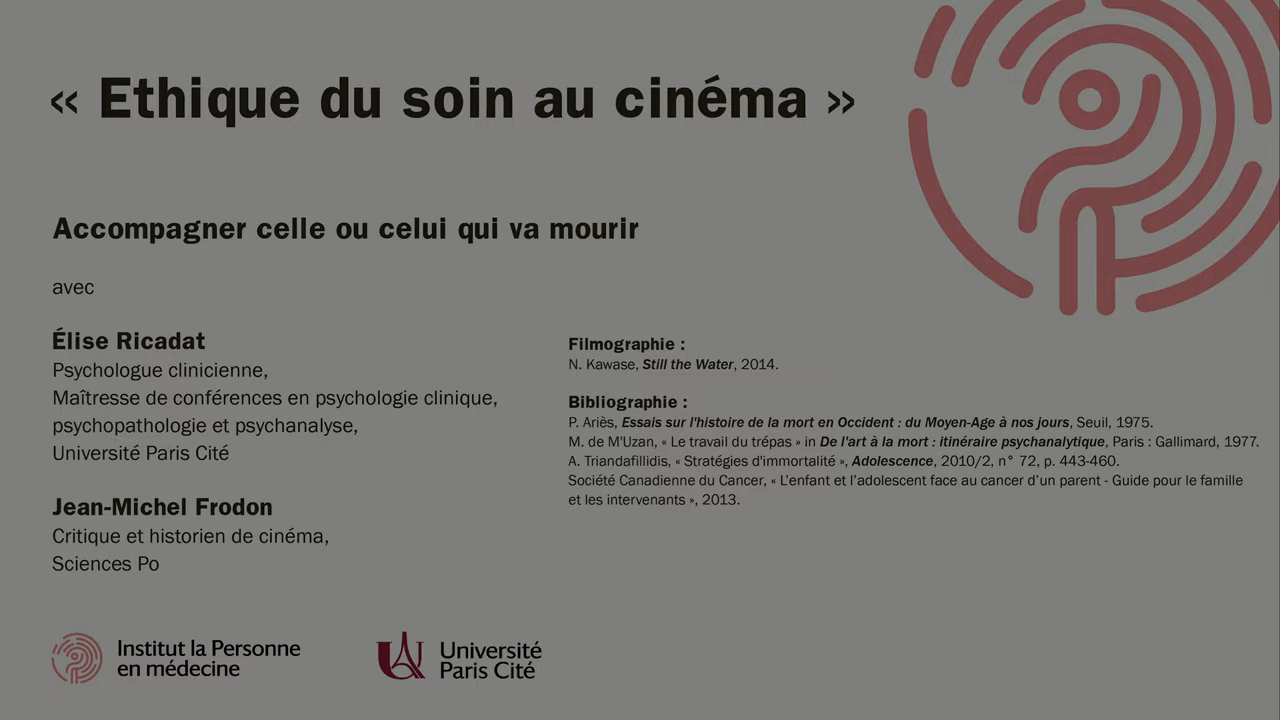 « Ethique du soin au cinéma »
Accompagner celle ou celui qui va mourir
avec
Élise Ricadat
Psychologue clinicienne,
Maîtresse de conférences en psychologie clinique,
psychopathologie et psychanalyse,
Université Paris Cité
Jean-Michel Frodon
Critique et historien de cinéma,
Sciences Po
Filmographie :
N. Kawase, Still the Water, 2014.
Bibliographie :
P. Ariès, Essais sur l'histoire de la mort en Occident : du Moyen-Age à nos jours, Seuil, 1975.
M. de M'Uzan, « Le travail du trépas » in De l'art à la mort : itinéraire psychanalytique, Paris : Gallimard, 1977.
A. Triandafillidis, « Stratégies d'immortalité », Adolescence, 2010/2, n° 72, p. 443-460.
Société Canadienne du Cancer, « L'enfant et l'adolescent face au cancer d'un parent - Guide pour le famille
et les intervenants », 2013.
Institut la Personne
en médecine
Université
Paris Cité